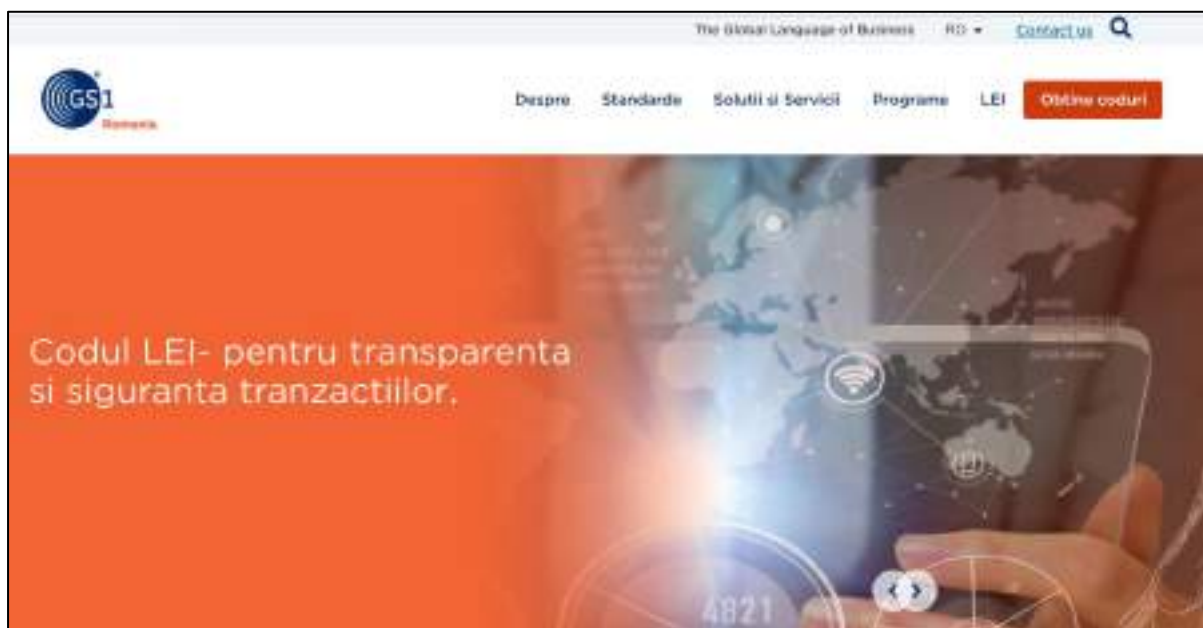 The Global Language of Business RO Contact us
GS1
Romania
Despre Standarde Solutii si Servicii Programe LEI Obtine coduri
Codul LEI- pentru transparenta
si siguranta tranzactiilor.
4821